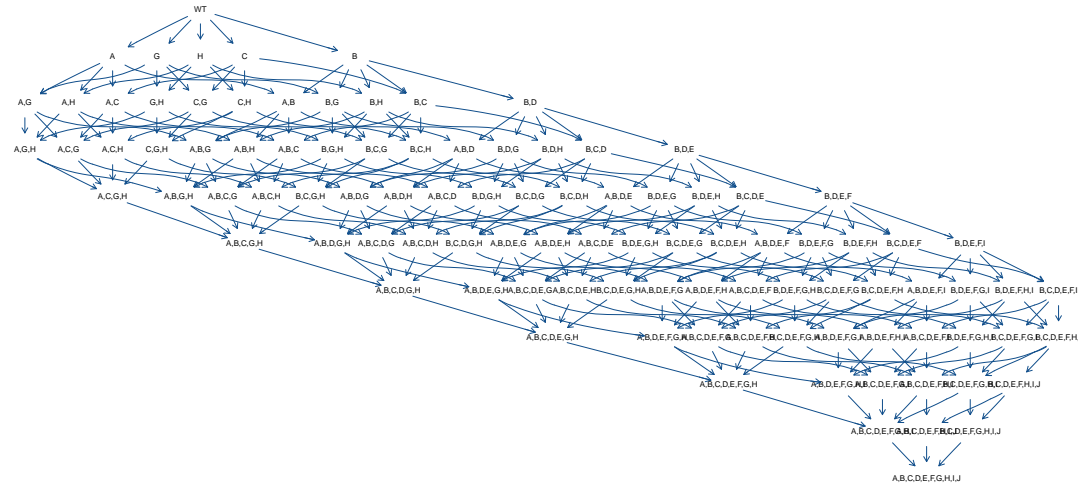 WT
A G H C B
A,G A,H A,C G,H C,G C,H A,B B,G B,H B,C B,D
A,G,H A,C,G A,C,H C,G,H A,B,G A,B,H A,B,C B,G,H B,C,G B,C,H A,B,D B,D,G B,D,H B,C,D B,D,E
A,C,G,H A,B,G,H A,B,C,G A,B,C,H B,C,G,H A,B,D,G A,B,D,H A,B,C,D B,D,G,H B,C,D,G B,C,D,H A,B,D,E B,D,E,G B,D,E,H B,C,D,E B,D,E,F
A,B,C,G,H A,B,D,G,H A,B,C,D,G A,B,C,D,H B,C,D,G,H A,B,D,E,G A,B,D,E,H A,B,C,D,E B,D,E,G,H B,C,D,E,G B,C,D,E,H A,B,D,E,F B,D,E,F,G B,D,E,F,H B,C,D,E,F B,D,E,F,I
A,B,C,D,G,H A,B,D,E,G,H A,B,C,D,E,G A,B,C,D,E,H B,C,D,E,G,H A,B,D,E,F,G A,B,D,E,F,H A,B,C,D,E,F B,D,E,F,G,H B,C,D,E,F,G B,C,D,E,F,H A,B,D,E,F,I B,D,E,F,G,I B,D,E,F,H,I B,C,D,E,F,I
A,B,C,D,E,G,H A,B,D,E,F,G,H
A,B,C,D,E,F,G,H
A,B,C,D,E,F,G,H,I,J